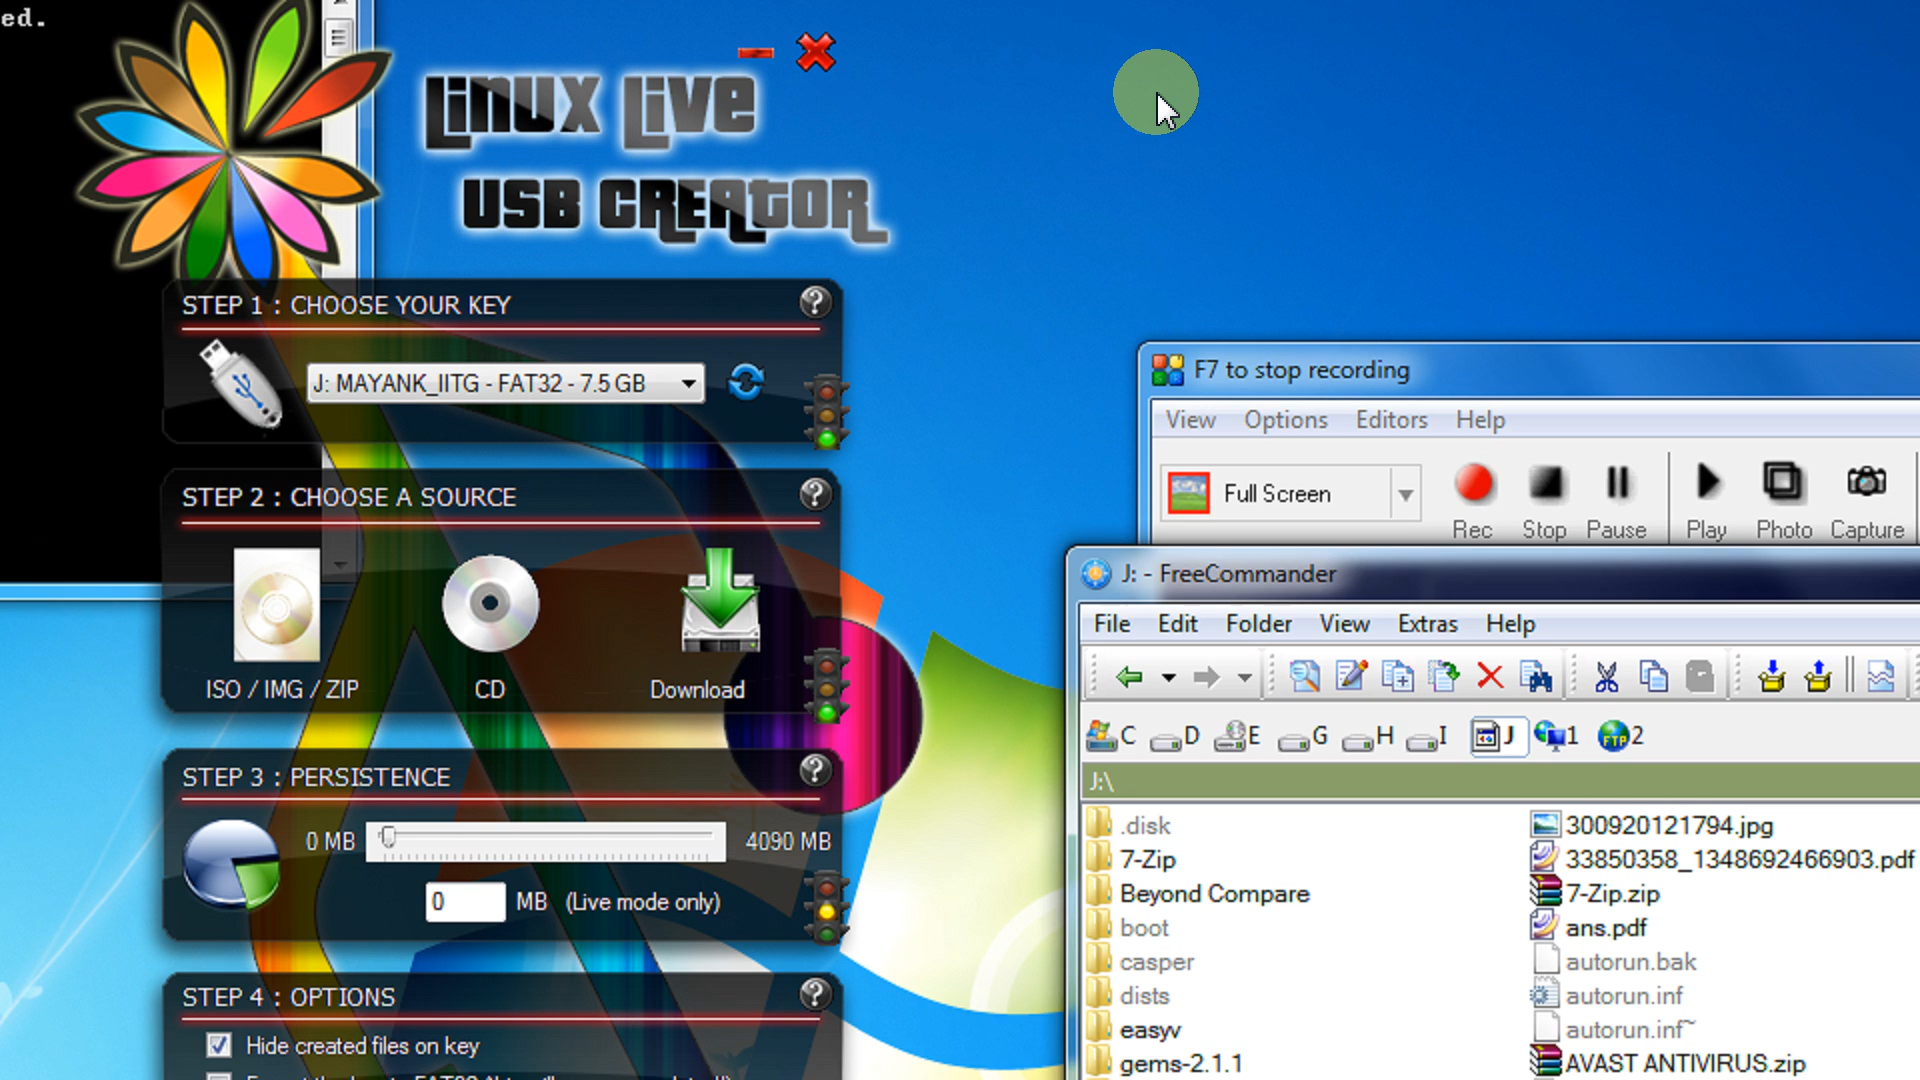 ed.
Linux Live
USB Creator
STEP 1 : CHOOSE YOUR KEY
J: MAYANK_IITG - FAT32 - 7.5 GB
STEP 2 : CHOOSE A SOURCE
ISO / IMG / ZIP
CD
Download
STEP 3 : PERSISTENCE
0 MB
4090 MB
0
MB
(Live mode only)
STEP 4 : OPTIONS
Hide created files on key
F7 to stop recording
View
Options
Editors
Help
Full Screen
Rec
Stop
Pause
Play
Photo
Capture
J: - FreeCommander
File
Edit
Folder
View
Extras
Help
C
D
E
G
H
I
J
1
FTP
2
J:\
.disk
7-Zip
Beyond Compare
boot
casper
dists
easyv
gems-2.1.1
300920121794.jpg
33850358_1348692466903.pdf
7-Zip.zip
ans.pdf
autorun.bak
autorun.inf
autorun.inf~
AVAST ANTIVIRUS.zip